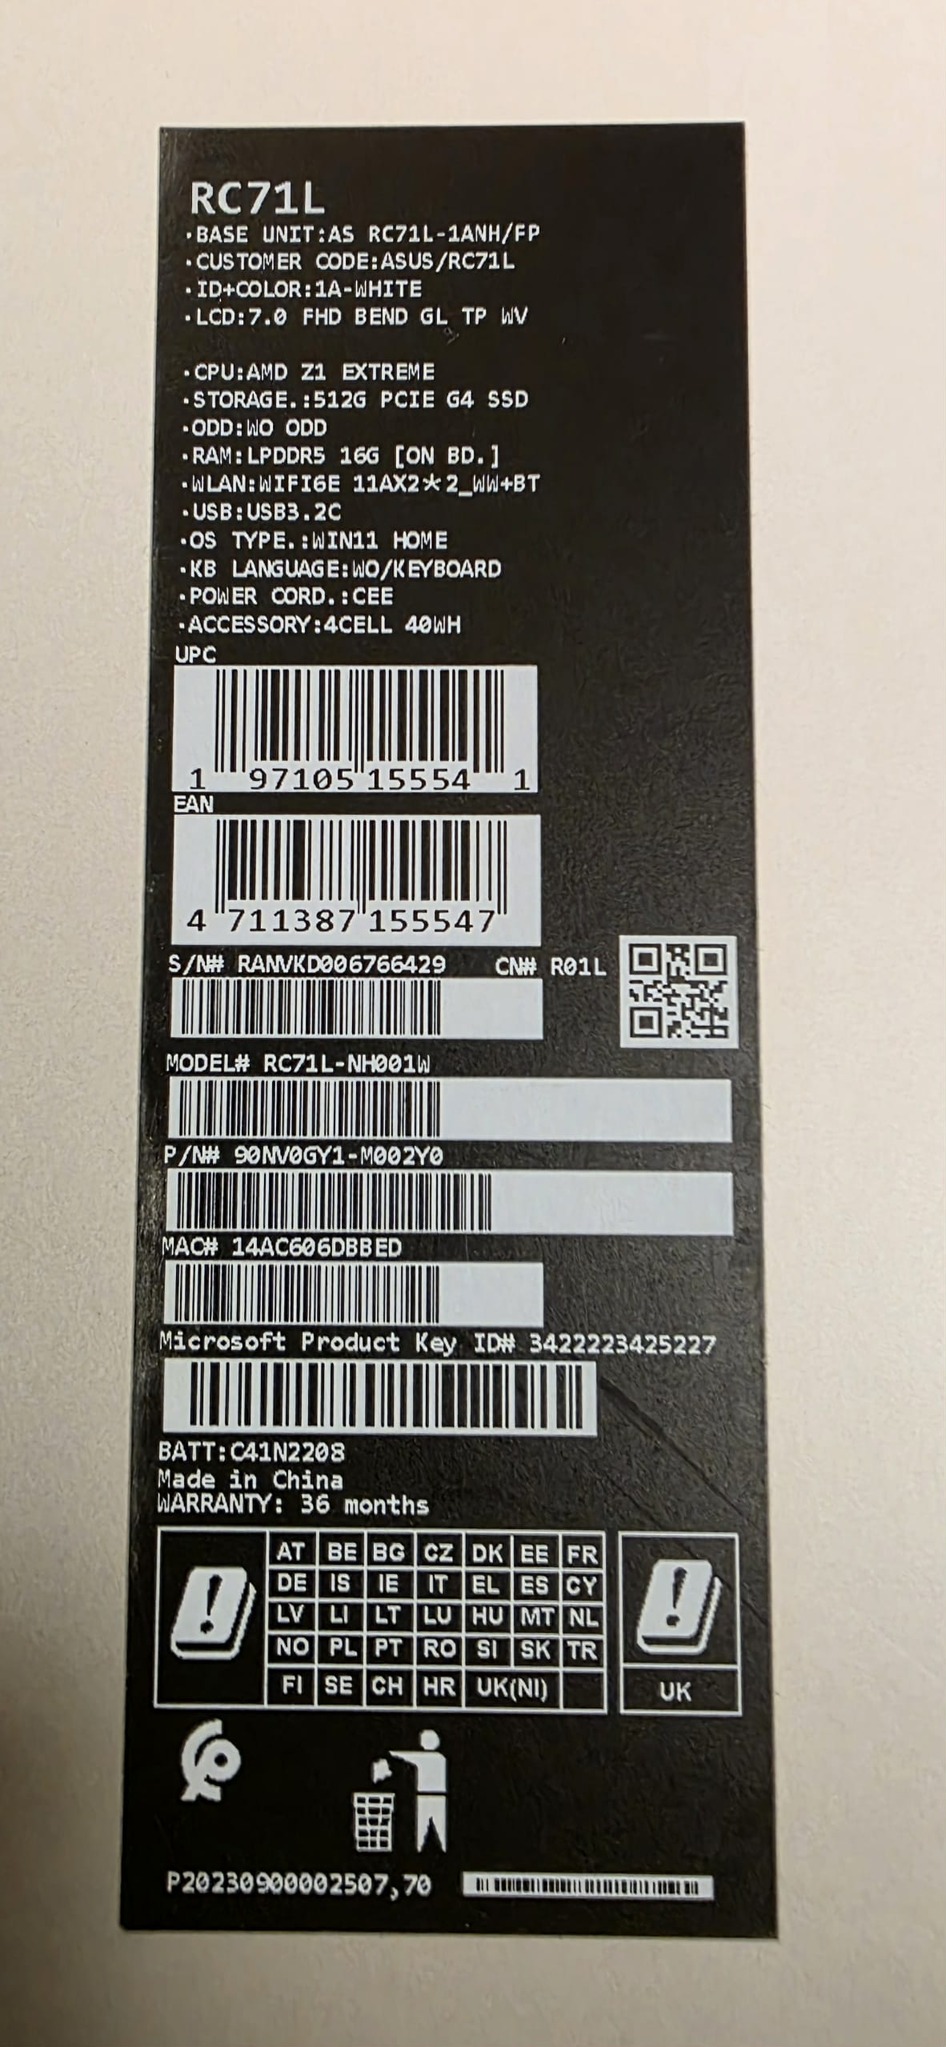 RC71L
·BASE UNIT:AS RC71L-1ANH/FP
·CUSTOMER CODE:ASUS/RC71L
·ID+COLOR:1A-WHITE
·LCD:7.0 FHD BEND GL TP WV
·CPU:AMD Z1 EXTREME
·STORAGE.:512G PCIE G4 SSD
·ODD:WO ODD
·RAM:LPDDR5 16G [ON BD.]
·WLAN:WIFI6E 11AX2*2_WW+BT
·USB:USB3.2C
·OS TYPE.:WIN11 HOME
·KB LANGUAGE:WO/KEYBOARD
·POWER CORD.:CEE
·ACCESSORY:4CELL 40WH
UPC
1 97105 15554 1
EAN
4 711387 155547
S/N# RANVKD006766429 CN# R01L
MODEL# RC71L-NH001W
P/N# 90NV0GY1-M002Y0
MAC# 14AC606DBBED
Microsoft Product Key ID# 3422223425227
BATT:C41N2208
Made in China
WARRANTY: 36 months
AT BE BG CZ DK EE FR
DE IS IE IT EL ES CY
LV LI LT LU HU MT NL
NO PL PT RO SI SK TR
FI SE CH HR UK(NI)
UK
P20230900002507,70